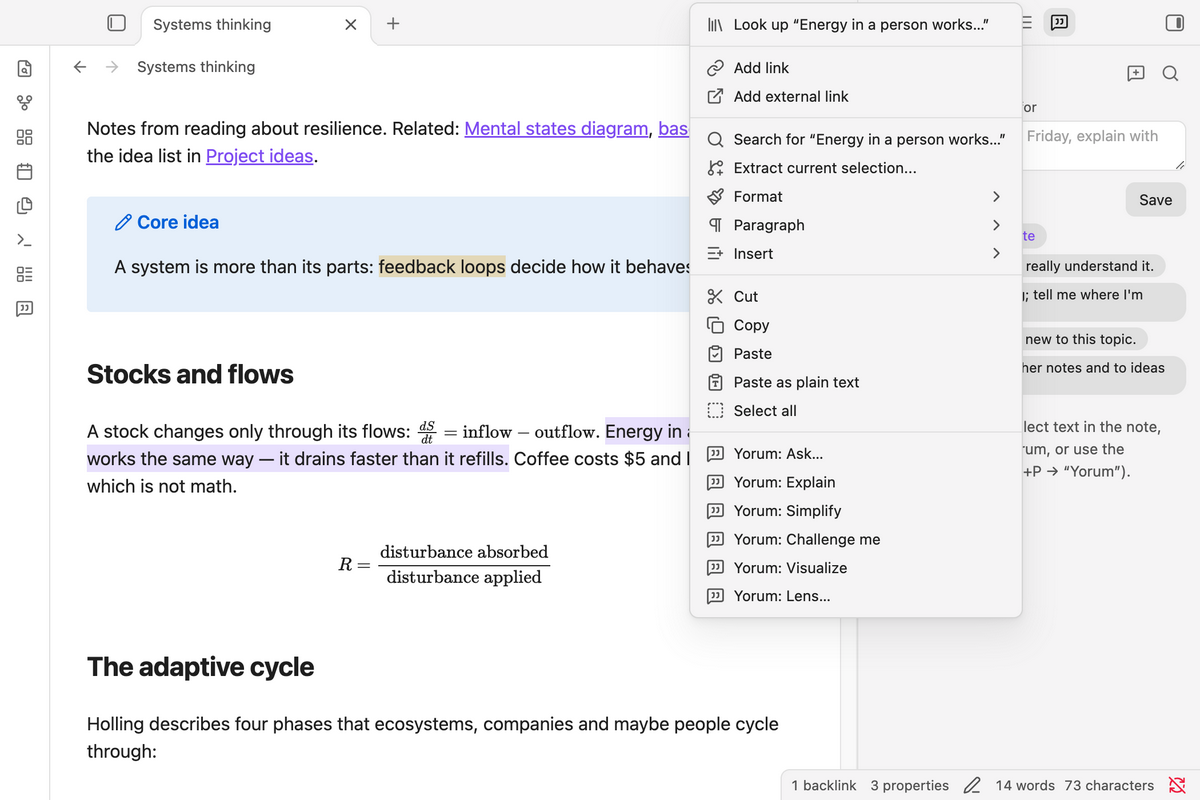 Systems thinking
Systems thinking
Notes from reading about resilience. Related: Mental states diagram, bas
the idea list in Project ideas.
Core idea
A system is more than its parts: feedback loops decide how it behaves
Stocks and flows
A stock changes only through its flows: dS/dt = inflow − outflow. Energy in
works the same way — it drains faster than it refills. Coffee costs $5 and
which is not math.
R = disturbance absorbed / disturbance applied
The adaptive cycle
Holling describes four phases that ecosystems, companies and maybe people cycle
through:
Look up “Energy in a person works...”
Add link
Add external link
Search for “Energy in a person works...”
Extract current selection...
Format
Paragraph
Insert
Cut
Copy
Paste
Paste as plain text
Select all
Yorum: Ask...
Yorum: Explain
Yorum: Simplify
Yorum: Challenge me
Yorum: Visualize
Yorum: Lens...
or
Friday, explain with
Save
te
really understand it.
; tell me where I'm
new to this topic.
her notes and to ideas
lect text in the note,
rum, or use the
+P → “Yorum”).
1 backlink 3 properties 14 words 73 characters